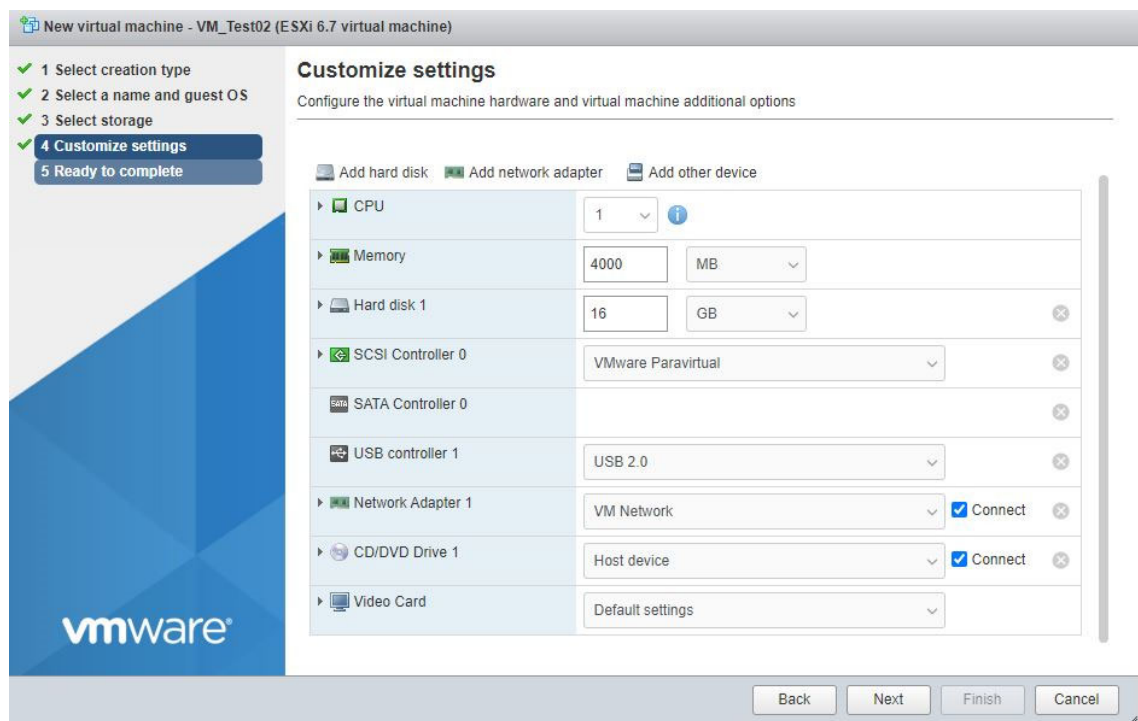 New virtual machine - VM_Test02 (ESXi 6.7 virtual machine)
1 Select creation type
2 Select a name and guest OS
3 Select storage
4 Customize settings
5 Ready to complete
Customize settings
Configure the virtual machine hardware and virtual machine additional options
Add hard disk Add network adapter Add other device
CPU 1
Memory 4000 MB
Hard disk 1 16 GB
SCSI Controller 0 VMware Paravirtual
SATA SATA Controller 0
USB controller 1 USB 2.0
Network Adapter 1 VM Network Connect
CD/DVD Drive 1 Host device Connect
Video Card Default settings
vmware®
Back Next Finish Cancel